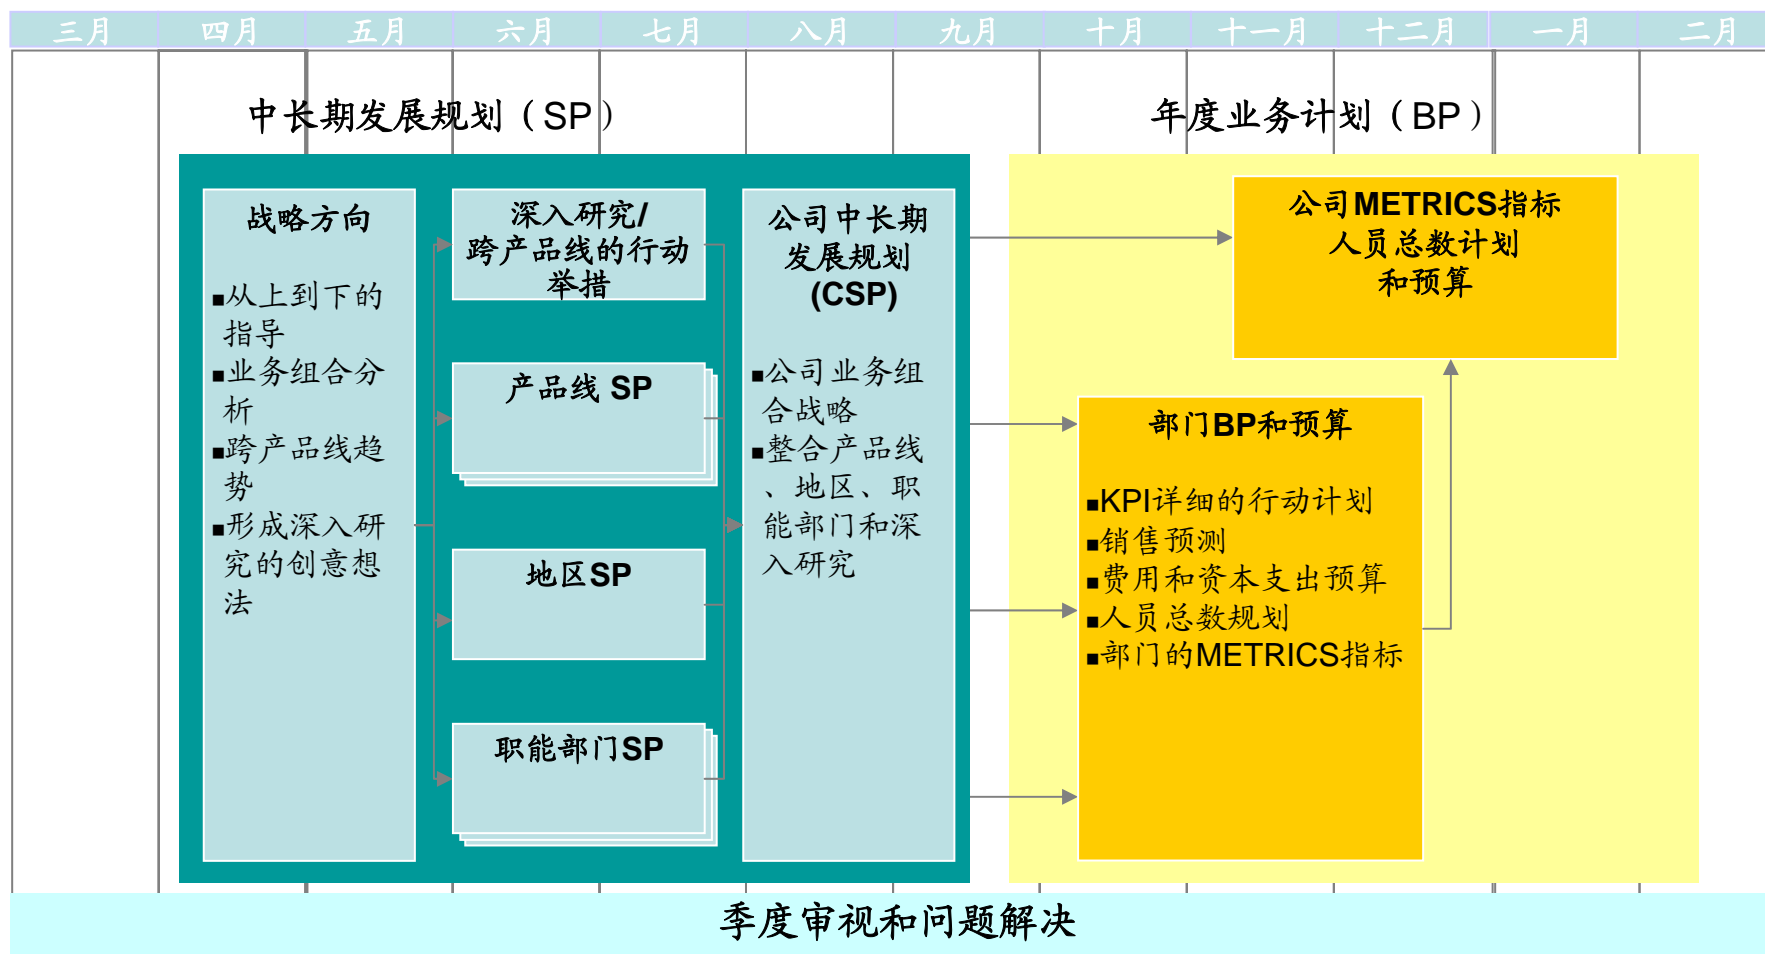 三月 四月 五月 六月 七月 八月 九月 十月 十一月 十二月 一月 二月
中长期发展规划（SP）
年度业务计划（BP）
战略方向
■从上到下的
指导
■业务组合分
析
■跨产品线趋
势
■形成深入研
究的创意想
法
深入研究/
跨产品线的行动
举措
产品线 SP
地区SP
职能部门SP
公司中长期
发展规划
(CSP)
■公司业务组
合战略
■整合产品线
、地区、职
能部门和深
入研究
公司METRICS指标
人员总数计划
和预算
部门BP和预算
■KPI详细的行动计划
■销售预测
■费用和资本支出预算
■人员总数规划
■部门的METRICS指标
季度审视和问题解决